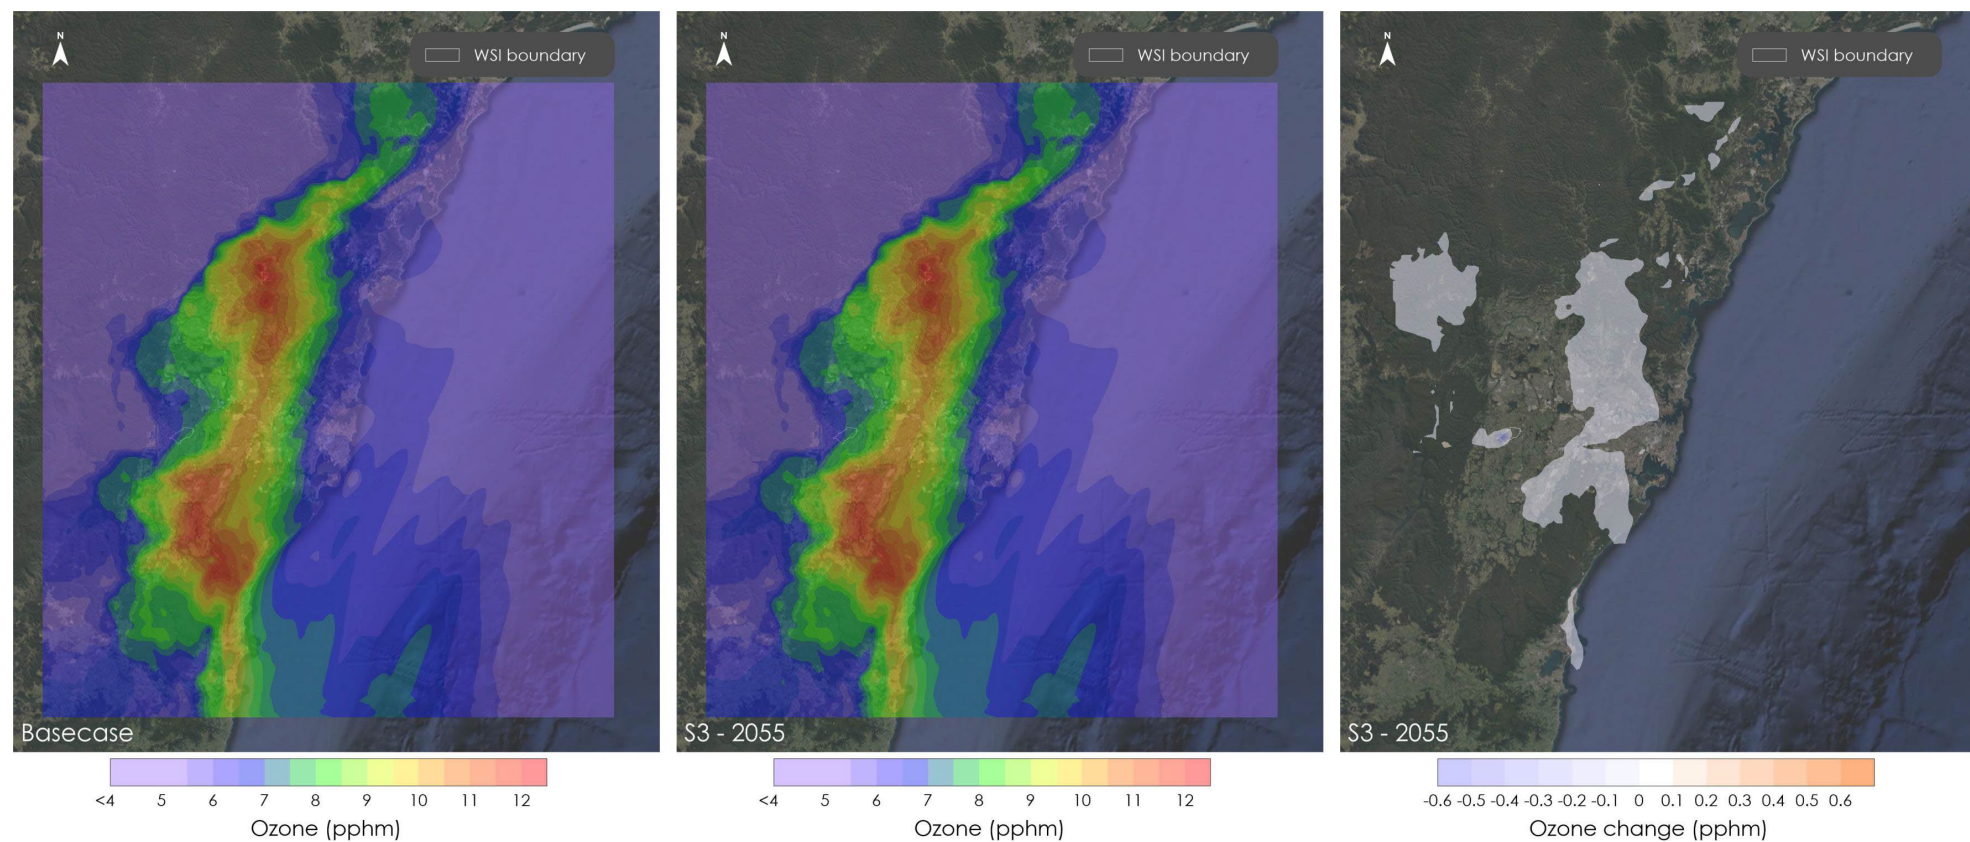 N
WSI boundary
N
WSI boundary
N
WSI boundary
Basecase
S3 - 2055
S3 - 2055
<4 5 6 7 8 9 10 11 12
<4 5 6 7 8 9 10 11 12
-0.6 -0.5 -0.4 -0.3 -0.2 -0.1 0 0.1 0.2 0.3 0.4 0.5 0.6
Ozone (pphm)
Ozone (pphm)
Ozone change (pphm)